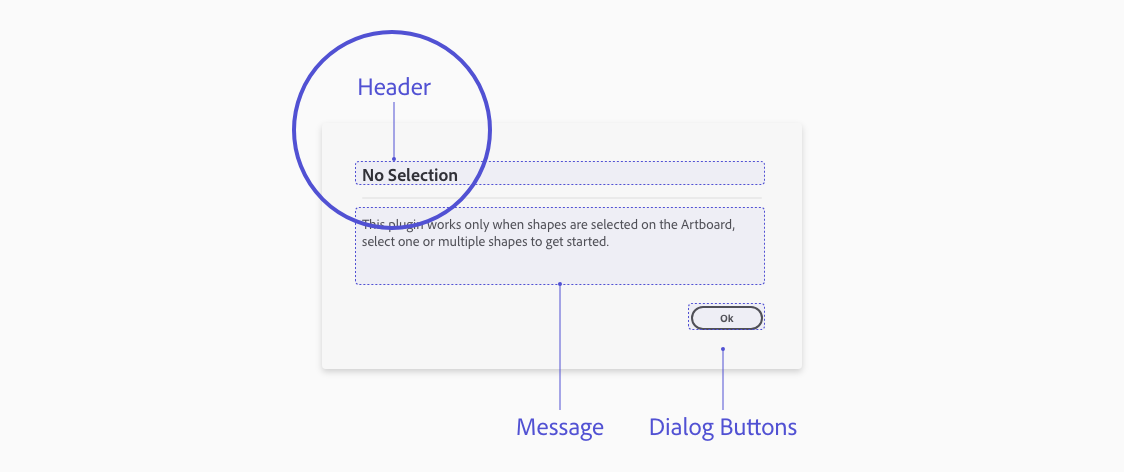 Header
No Selection
This plugin works only when shapes are selected on the Artboard,
select one or multiple shapes to get started.
Ok
Message
Dialog Buttons